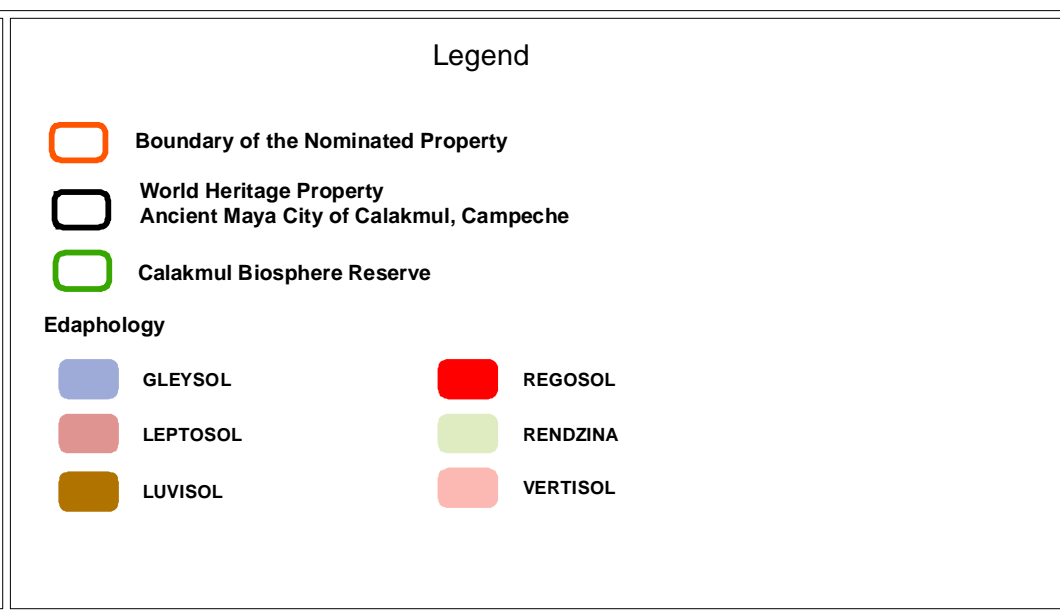 Legend
Boundary of the Nominated Property
World Heritage Property
Ancient Maya City of Calakmul, Campeche
Calakmul Biosphere Reserve
Edaphology
GLEYSOL
REGOSOL
LEPTOSOL
RENDZINA
LUVISOL
VERTISOL